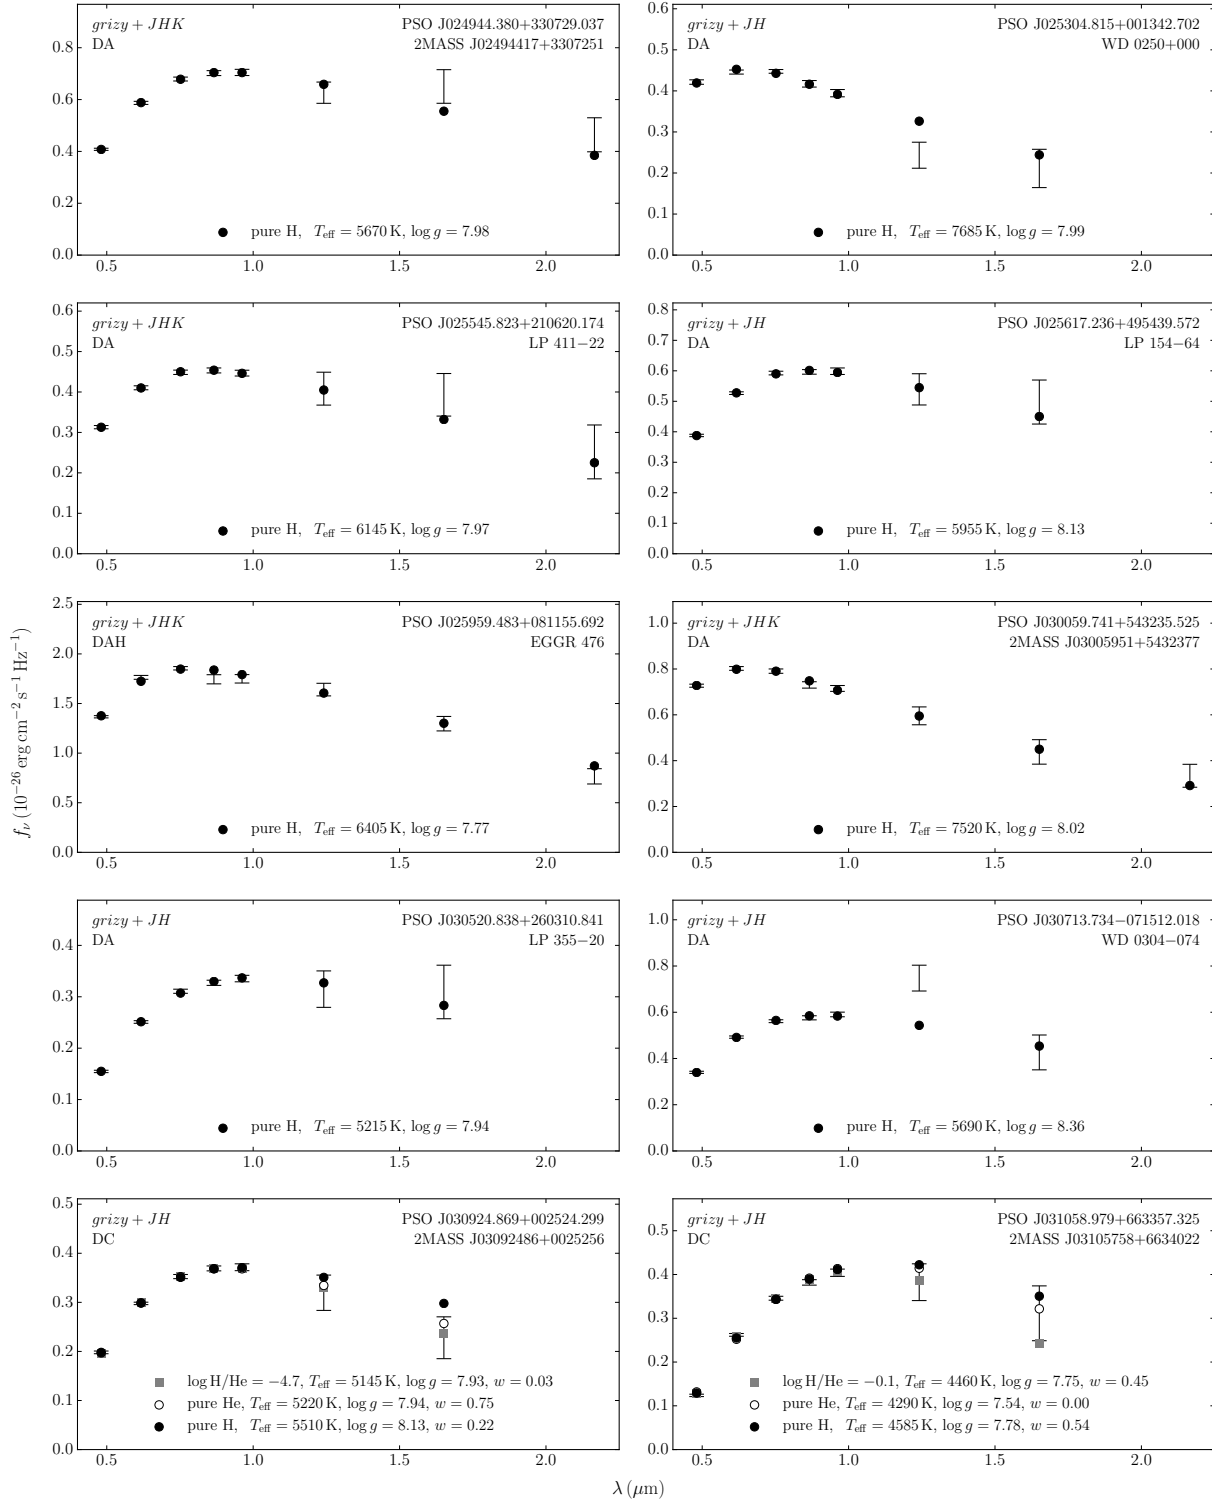 grizy + JHK
PSO J024944.380+330729.037
DA
2MASS J02494417+3307251
0.8
0.6
0.4
0.2
0.0
pure H, T_eff = 5670 K, log g = 7.98
0.5 1.0 1.5 2.0
grizy + JH
PSO J025304.815+001342.702
DA
WD 0250+000
0.6
0.5
0.4
0.3
0.2
0.1
0.0
pure H, T_eff = 7685 K, log g = 7.99
0.5 1.0 1.5 2.0
grizy + JHK
PSO J025545.823+210620.174
DA
LP 411−22
0.6
0.5
0.4
0.3
0.2
0.1
0.0
pure H, T_eff = 6145 K, log g = 7.97
0.5 1.0 1.5 2.0
grizy + JH
PSO J025617.236+495439.572
DA
LP 154−64
0.8
0.7
0.6
0.5
0.4
0.3
0.2
0.1
0.0
pure H, T_eff = 5955 K, log g = 8.13
0.5 1.0 1.5 2.0
f_ν (10^−26 erg cm^−2 s^−1 Hz^−1)
grizy + JHK
PSO J025959.483+081155.692
DAH
EGGR 476
2.5
2.0
1.5
1.0
0.5
0.0
pure H, T_eff = 6405 K, log g = 7.77
0.5 1.0 1.5 2.0
grizy + JHK
PSO J030059.741+543235.525
DA
2MASS J03005951+5432377
1.0
0.8
0.6
0.4
0.2
0.0
pure H, T_eff = 7520 K, log g = 8.02
0.5 1.0 1.5 2.0
grizy + JH
PSO J030520.838+260310.841
DA
LP 355−20
0.4
0.3
0.2
0.1
0.0
pure H, T_eff = 5215 K, log g = 7.94
0.5 1.0 1.5 2.0
grizy + JH
PSO J030713.734−071512.018
DA
WD 0304−074
1.0
0.8
0.6
0.4
0.2
0.0
pure H, T_eff = 5690 K, log g = 8.36
0.5 1.0 1.5 2.0
grizy + JH
PSO J030924.869+002524.299
DC
2MASS J03092486+0025256
0.5
0.4
0.3
0.2
0.1
0.0
log H/He = −4.7, T_eff = 5145 K, log g = 7.93, w = 0.03
pure He, T_eff = 5220 K, log g = 7.94, w = 0.75
pure H, T_eff = 5510 K, log g = 8.13, w = 0.22
0.5 1.0 1.5 2.0
grizy + JH
PSO J031058.979+663357.325
DC
2MASS J03105758+6634022
0.5
0.4
0.3
0.2
0.1
0.0
log H/He = −0.1, T_eff = 4460 K, log g = 7.75, w = 0.45
pure He, T_eff = 4290 K, log g = 7.54, w = 0.00
pure H, T_eff = 4585 K, log g = 7.78, w = 0.54
0.5 1.0 1.5 2.0
λ (μm)